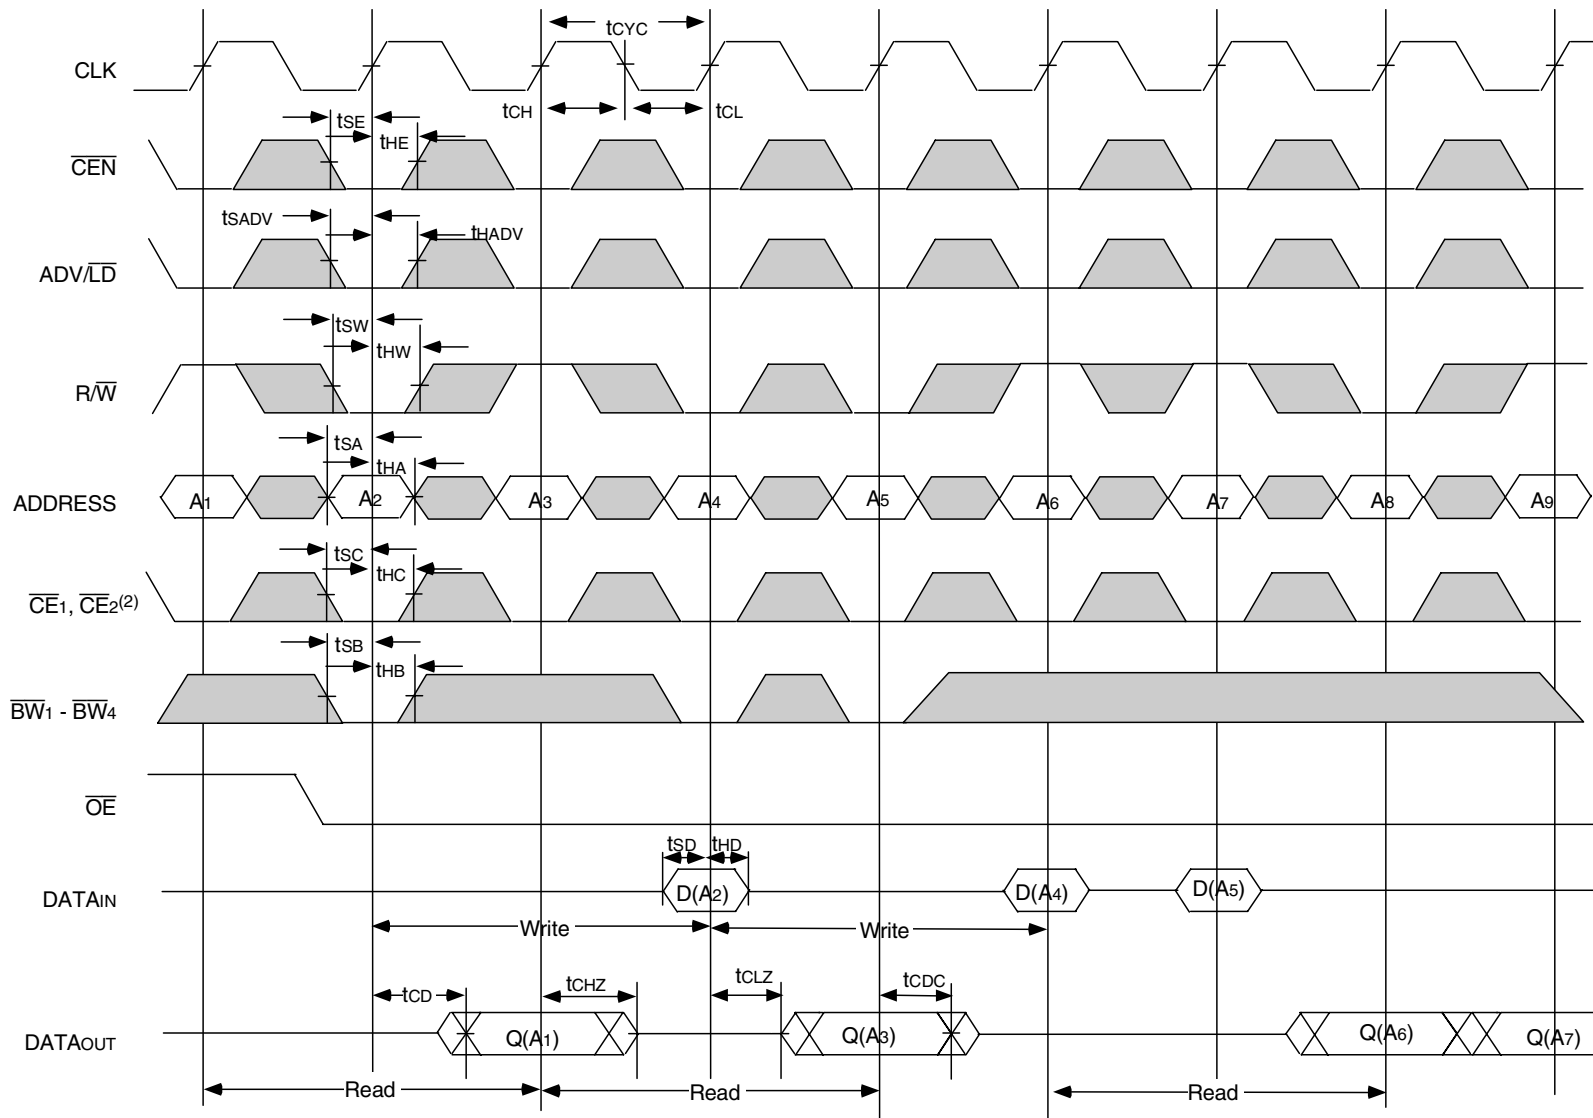 tCYC
CLK
tCH
tCL
tSE
tHE
CEN
tSADV
tHADV
ADV/LD
tSW
tHW
R/W
tSA
tHA
ADDRESS
A1
A2
A3
A4
A5
A6
A7
A8
A9
tSC
tHC
CE1, CE2(2)
tSB
tHB
BW1 - BW4
OE
tSD
tHD
DATAIN
D(A2)
D(A4)
D(A5)
Write
Write
tCD
tCHZ
tCLZ
tCDC
DATAOUT
Q(A1)
Q(A3)
Q(A6)
Q(A7)
Read
Read
Read